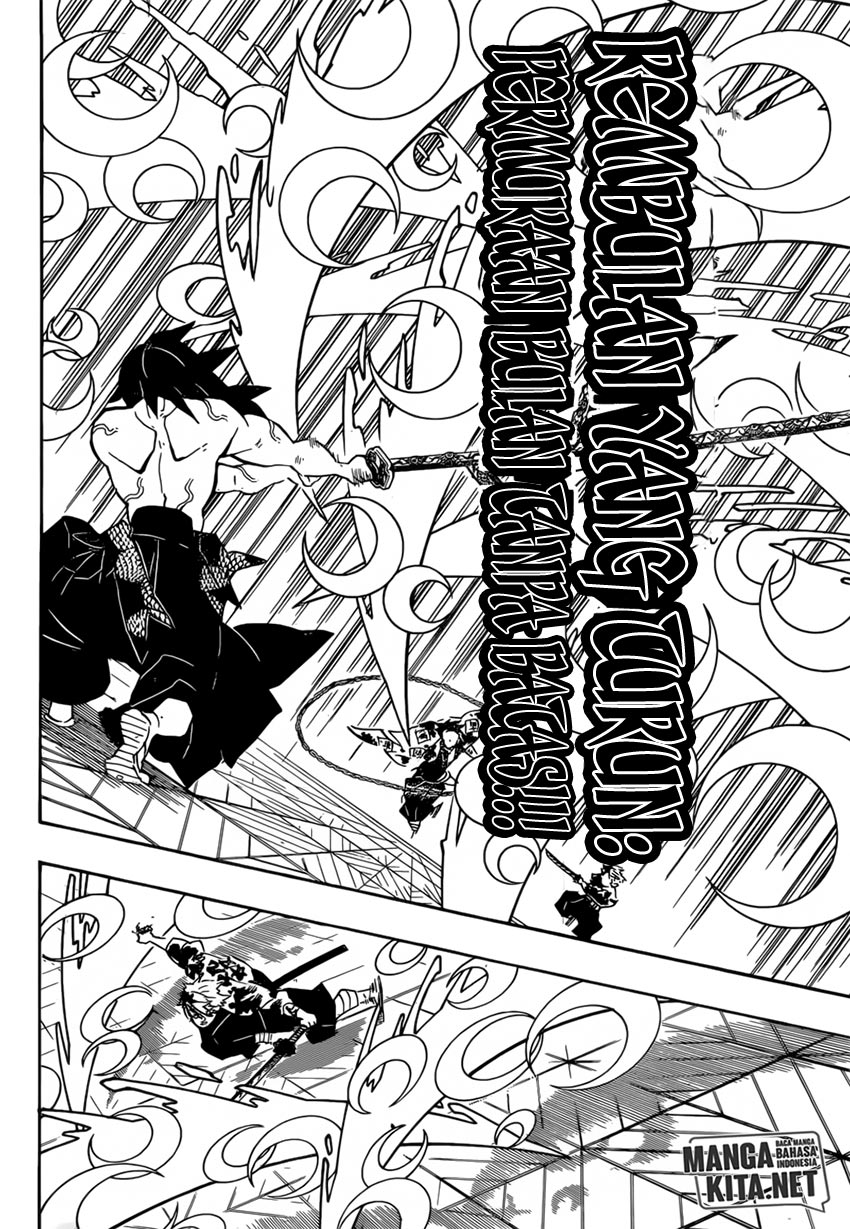 REMBULAN YANG TURUN:
PERMUKAAN BULAN TANPA BATAS!!!...
MANGA
BACA MANGA
BAHASA
INDONESIA
KITA.NET